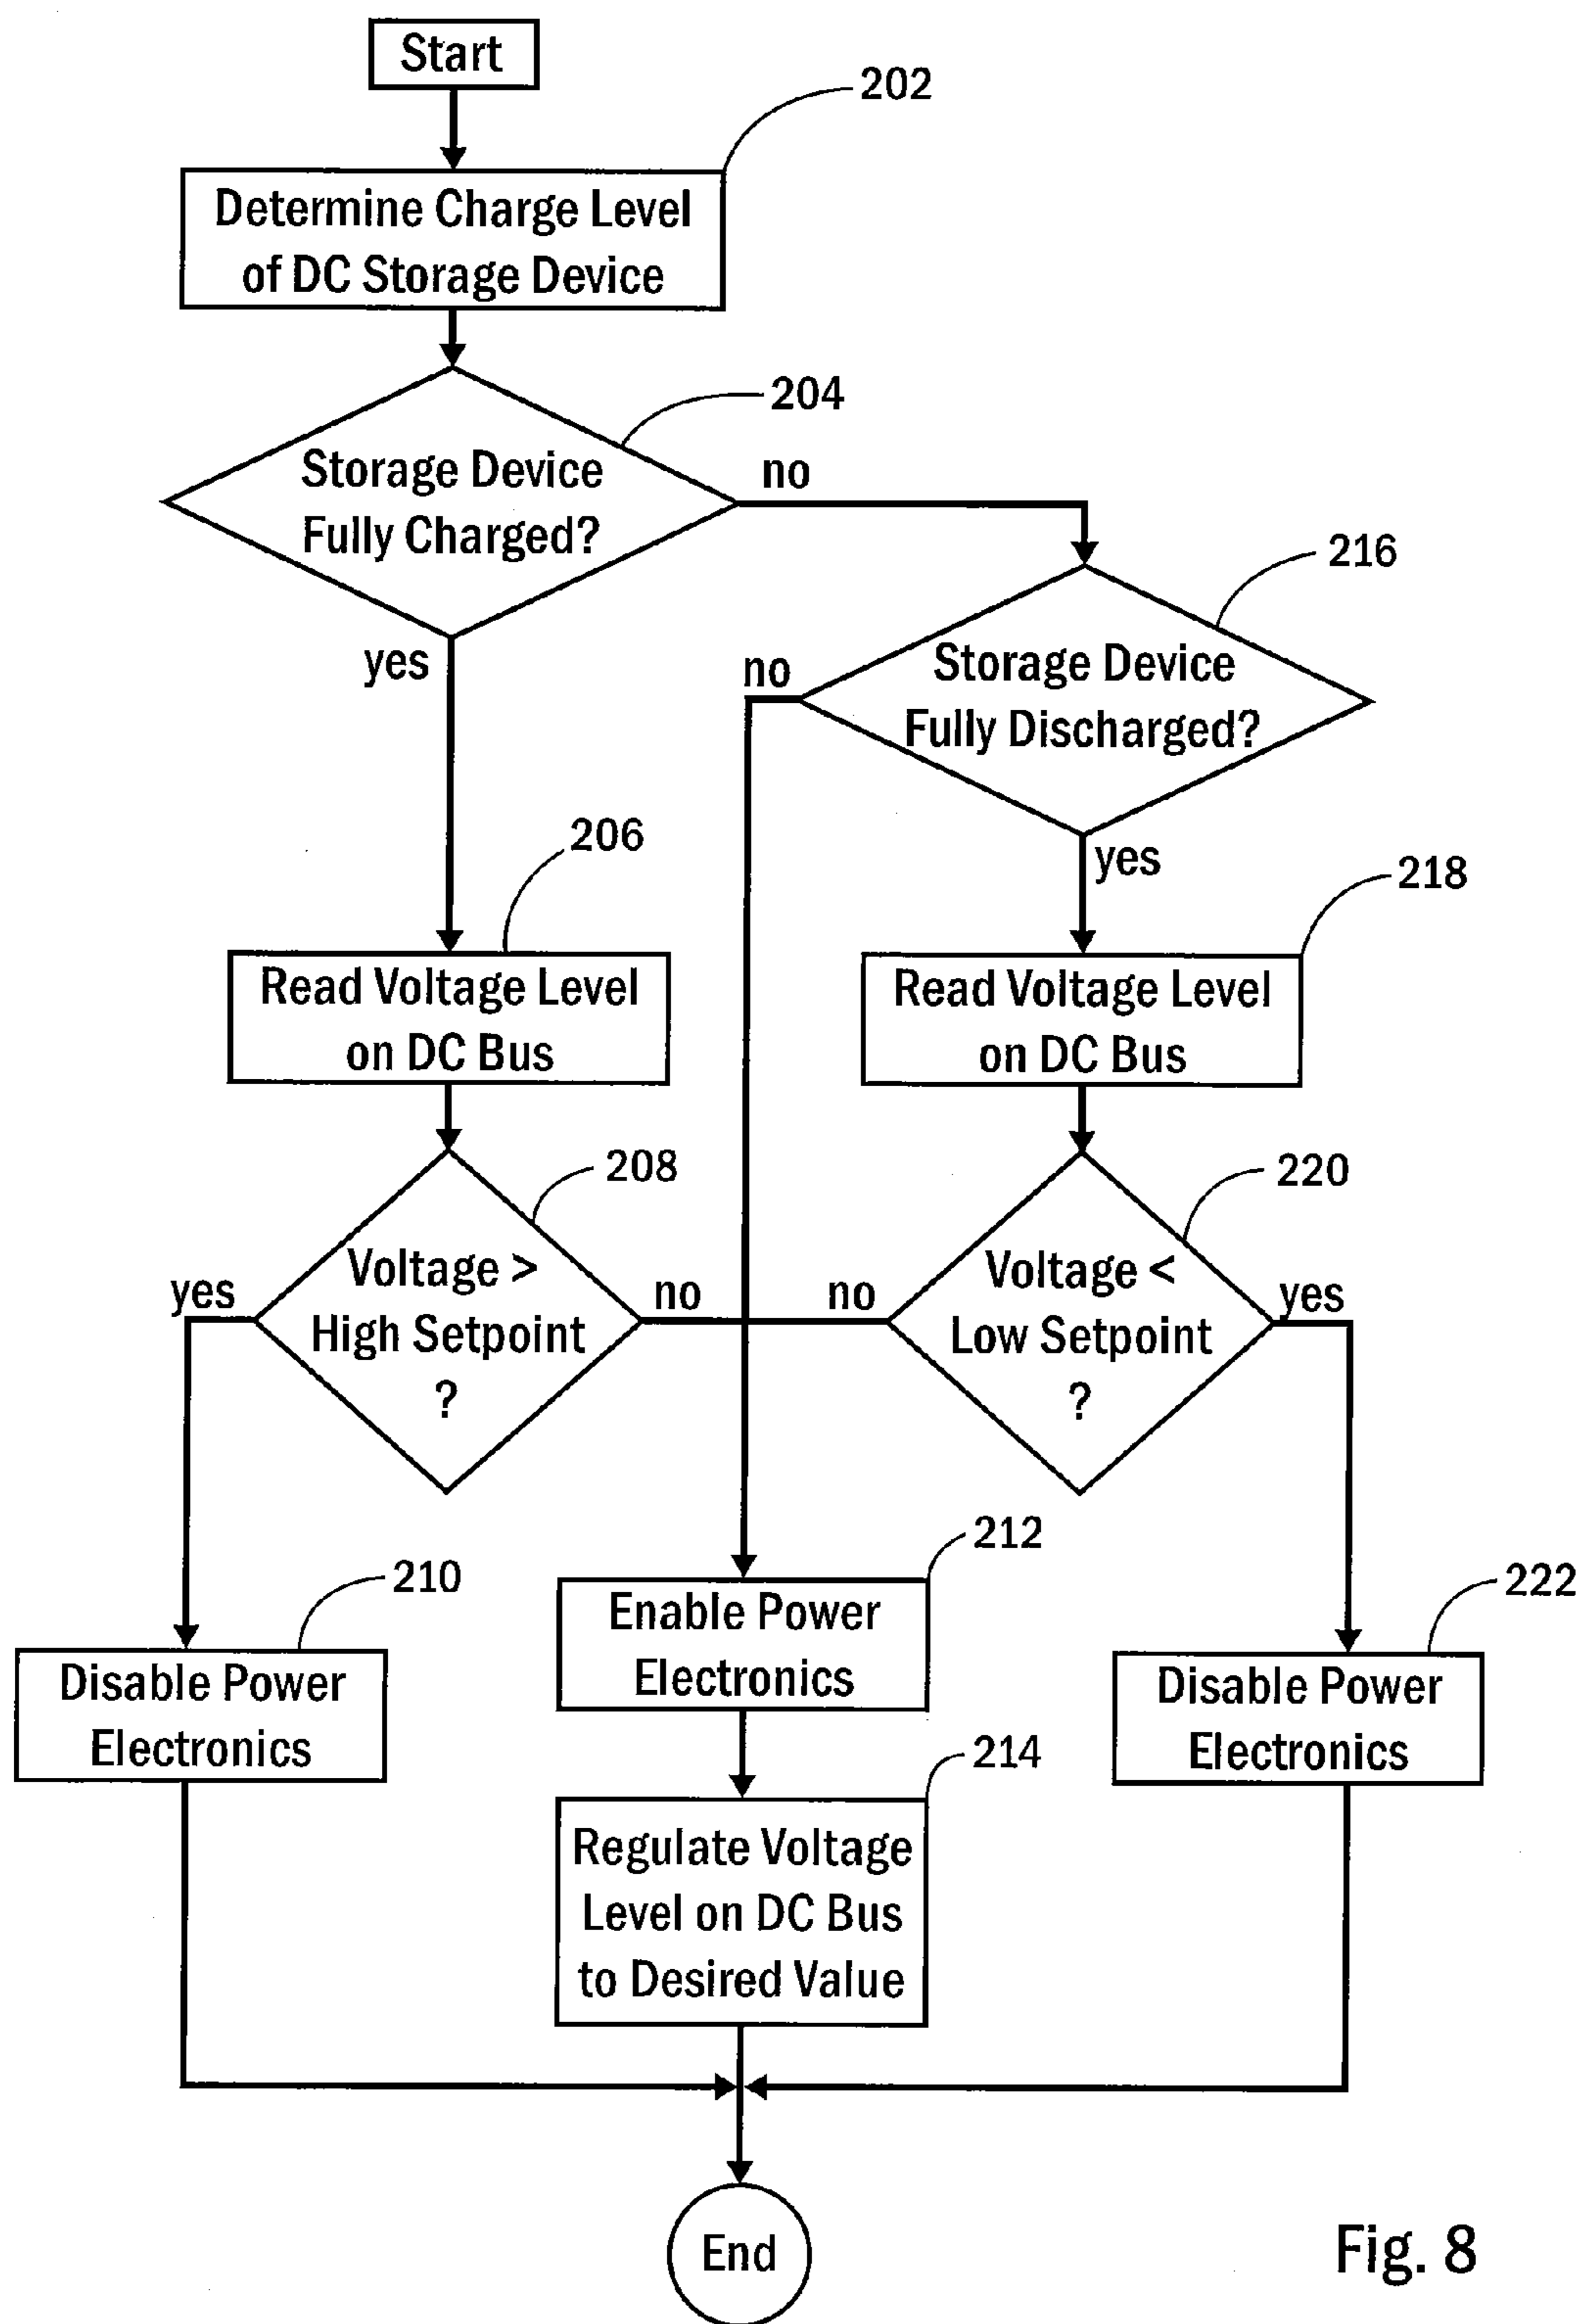 Start
202
Determine Charge Level
of DC Storage Device
204
Storage Device
Fully Charged?
no
yes
216
Storage Device
Fully Discharged?
no
yes
206
Read Voltage Level
on DC Bus
218
Read Voltage Level
on DC Bus
208
Voltage >
High Setpoint
?
yes
no
220
Voltage <
Low Setpoint
?
no
yes
210
Disable Power
Electronics
212
Enable Power
Electronics
222
Disable Power
Electronics
214
Regulate Voltage
Level on DC Bus
to Desired Value
End
Fig. 8